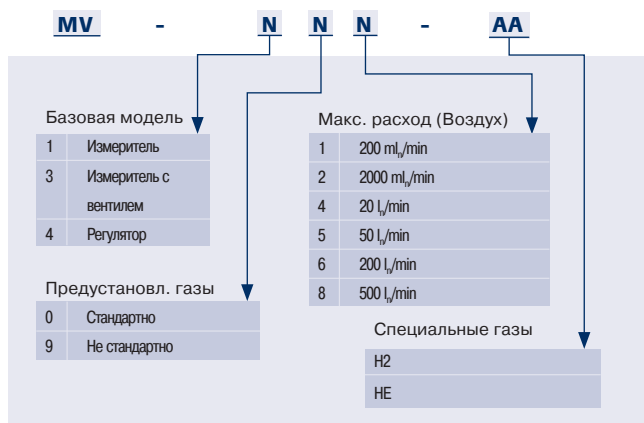 MV - N N N - AA
Базовая модель
1 Измеритель
3 Измеритель с
вентилем
4 Регулятор
Предустановл. газы
0 Стандартно
9 Не стандартно
Макс. расход (Воздух)
1 200 mlₙ/min
2 2000 mlₙ/min
4 20 lₙ/min
5 50 lₙ/min
6 200 lₙ/min
8 500 lₙ/min
Специальные газы
H2
HE